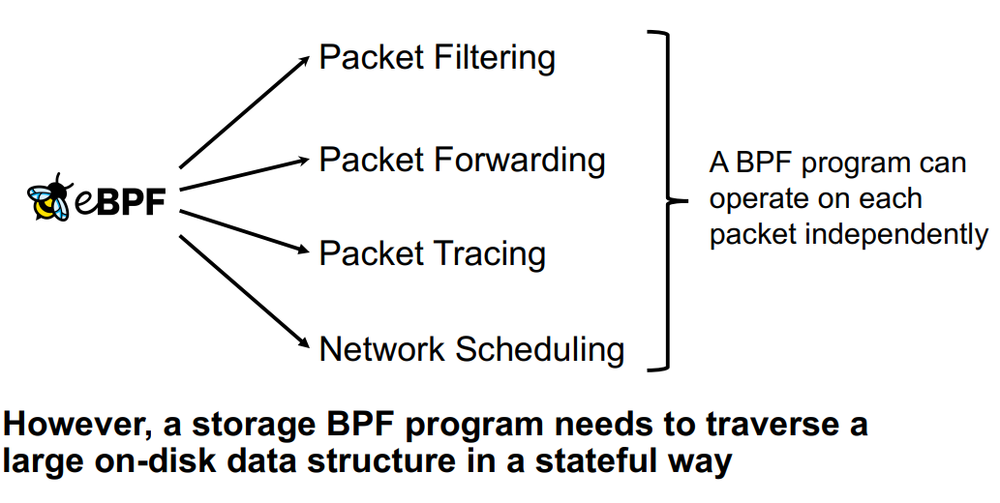 Packet Filtering
Packet Forwarding
eBPF
Packet Tracing
Network Scheduling
A BPF program can
operate on each
packet independently
However, a storage BPF program needs to traverse a
large on-disk data structure in a stateful way